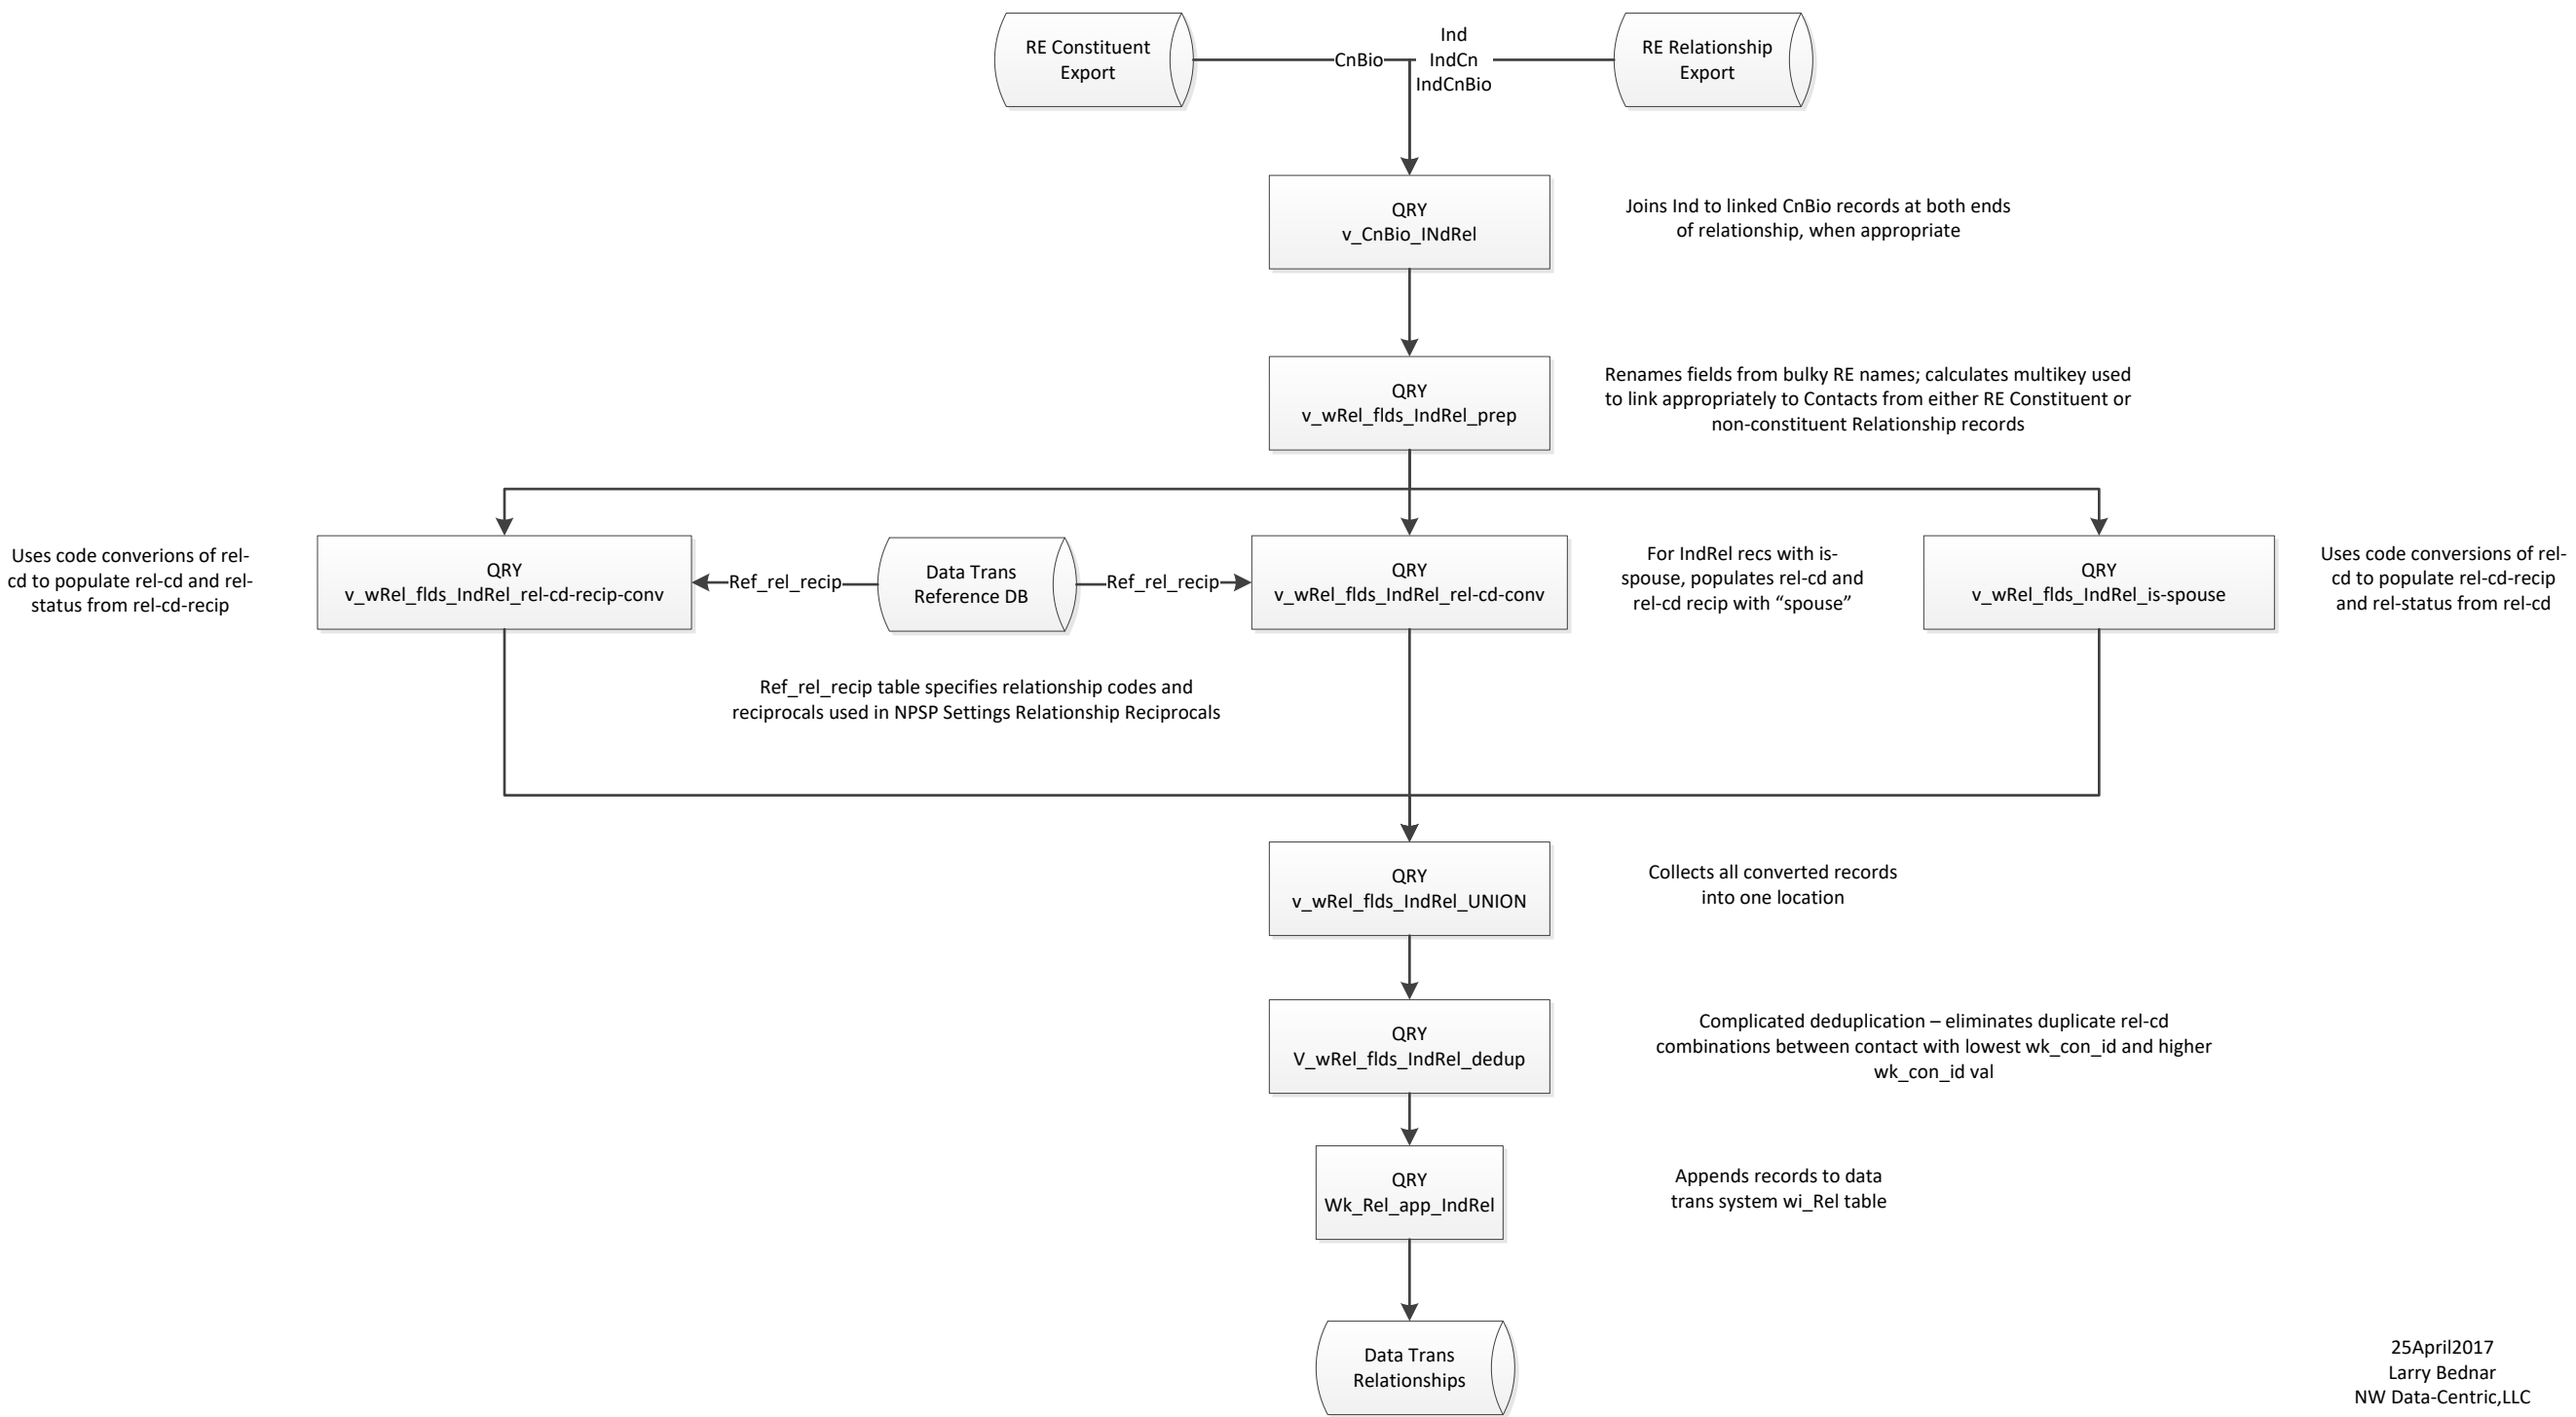 RE Constituent
Export
CnBio
Ind
IndCn
IndCnBio
RE Relationship
Export
QRY
v_CnBio_INdRel
Joins Ind to linked CnBio records at both ends
of relationship, when appropriate
QRY
v_wRel_flds_IndRel_prep
Renames fields from bulky RE names; calculates multikey used
to link appropriately to Contacts from either RE Constituent or
non-constituent Relationship records
Uses code converions of rel-
cd to populate rel-cd and rel-
status from rel-cd-recip
QRY
v_wRel_flds_IndRel_rel-cd-recip-conv
Ref_rel_recip
Data Trans
Reference DB
Ref_rel_recip
QRY
v_wRel_flds_IndRel_rel-cd-conv
For IndRel recs with is-
spouse, populates rel-cd and
rel-cd recip with “spouse”
QRY
v_wRel_flds_IndRel_is-spouse
Uses code conversions of rel-
cd to populate rel-cd-recip
and rel-status from rel-cd
Ref_rel_recip table specifies relationship codes and
reciprocals used in NPSP Settings Relationship Reciprocals
QRY
v_wRel_flds_IndRel_UNION
Collects all converted records
into one location
QRY
V_wRel_flds_IndRel_dedup
Complicated deduplication – eliminates duplicate rel-cd
combinations between contact with lowest wk_con_id and higher
wk_con_id val
QRY
Wk_Rel_app_IndRel
Appends records to data
trans system wi_Rel table
Data Trans
Relationships
25April2017
Larry Bednar
NW Data-Centric,LLC